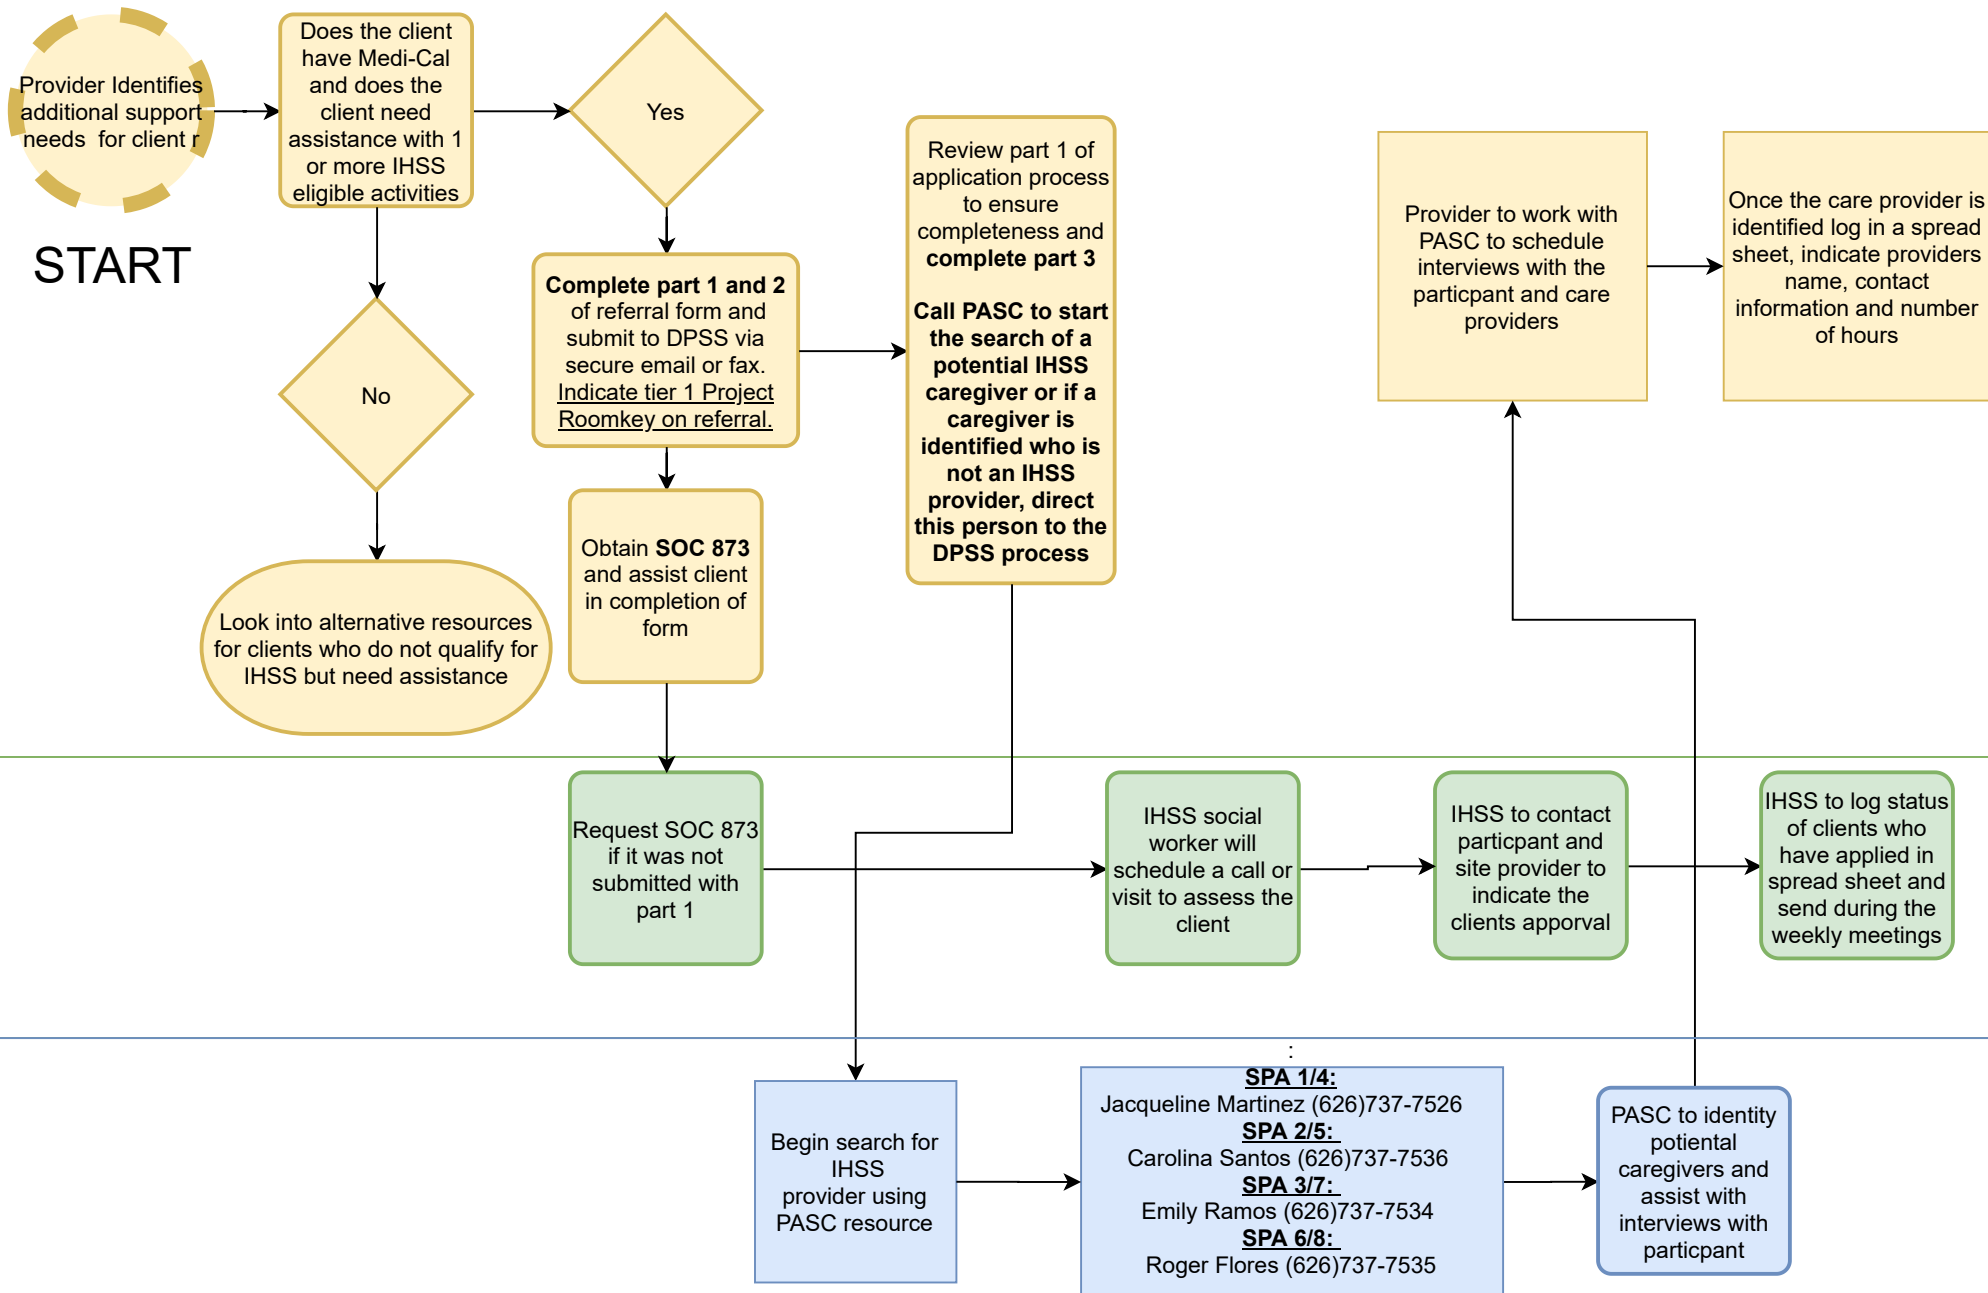 Provider Identifies
additional support
needs  for client r
START
Does the client
have Medi-Cal
and does the
client need
assistance with 1
or more IHSS
eligible activities
Yes
No
Look into alternative resources
for clients who do not qualify for
IHSS but need assistance
Complete part 1 and 2
of referral form and
submit to DPSS via
secure email or fax.
Indicate tier 1 Project
Roomkey on referral.
Obtain SOC 873
and assist client
in completion of
form
Review part 1 of
application process
to ensure
completeness and
complete part 3
Call PASC to start
the search of a
potential IHSS
caregiver or if a
caregiver is
identified who is
not an IHSS
provider, direct
this person to the
DPSS process
Provider to work with
PASC to schedule
interviews with the
particpant and care
providers
Once the care provider is
identified log in a spread
sheet, indicate providers
name, contact
information and number
of hours
Request SOC 873
if it was not
submitted with
part 1
IHSS social
worker will
schedule a call or
visit to assess the
client
IHSS to contact
particpant and
site provider to
indicate the
clients apporval
IHSS to log status
of clients who
have applied in
spread sheet and
send during the
weekly meetings
Begin search for
IHSS
provider using
PASC resource
:
SPA 1/4:
Jacqueline Martinez (626)737-7526
SPA 2/5:
Carolina Santos (626)737-7536
SPA 3/7:
Emily Ramos (626)737-7534
SPA 6/8:
Roger Flores (626)737-7535
PASC to identity
potiental
caregivers and
assist with
interviews with
particpant